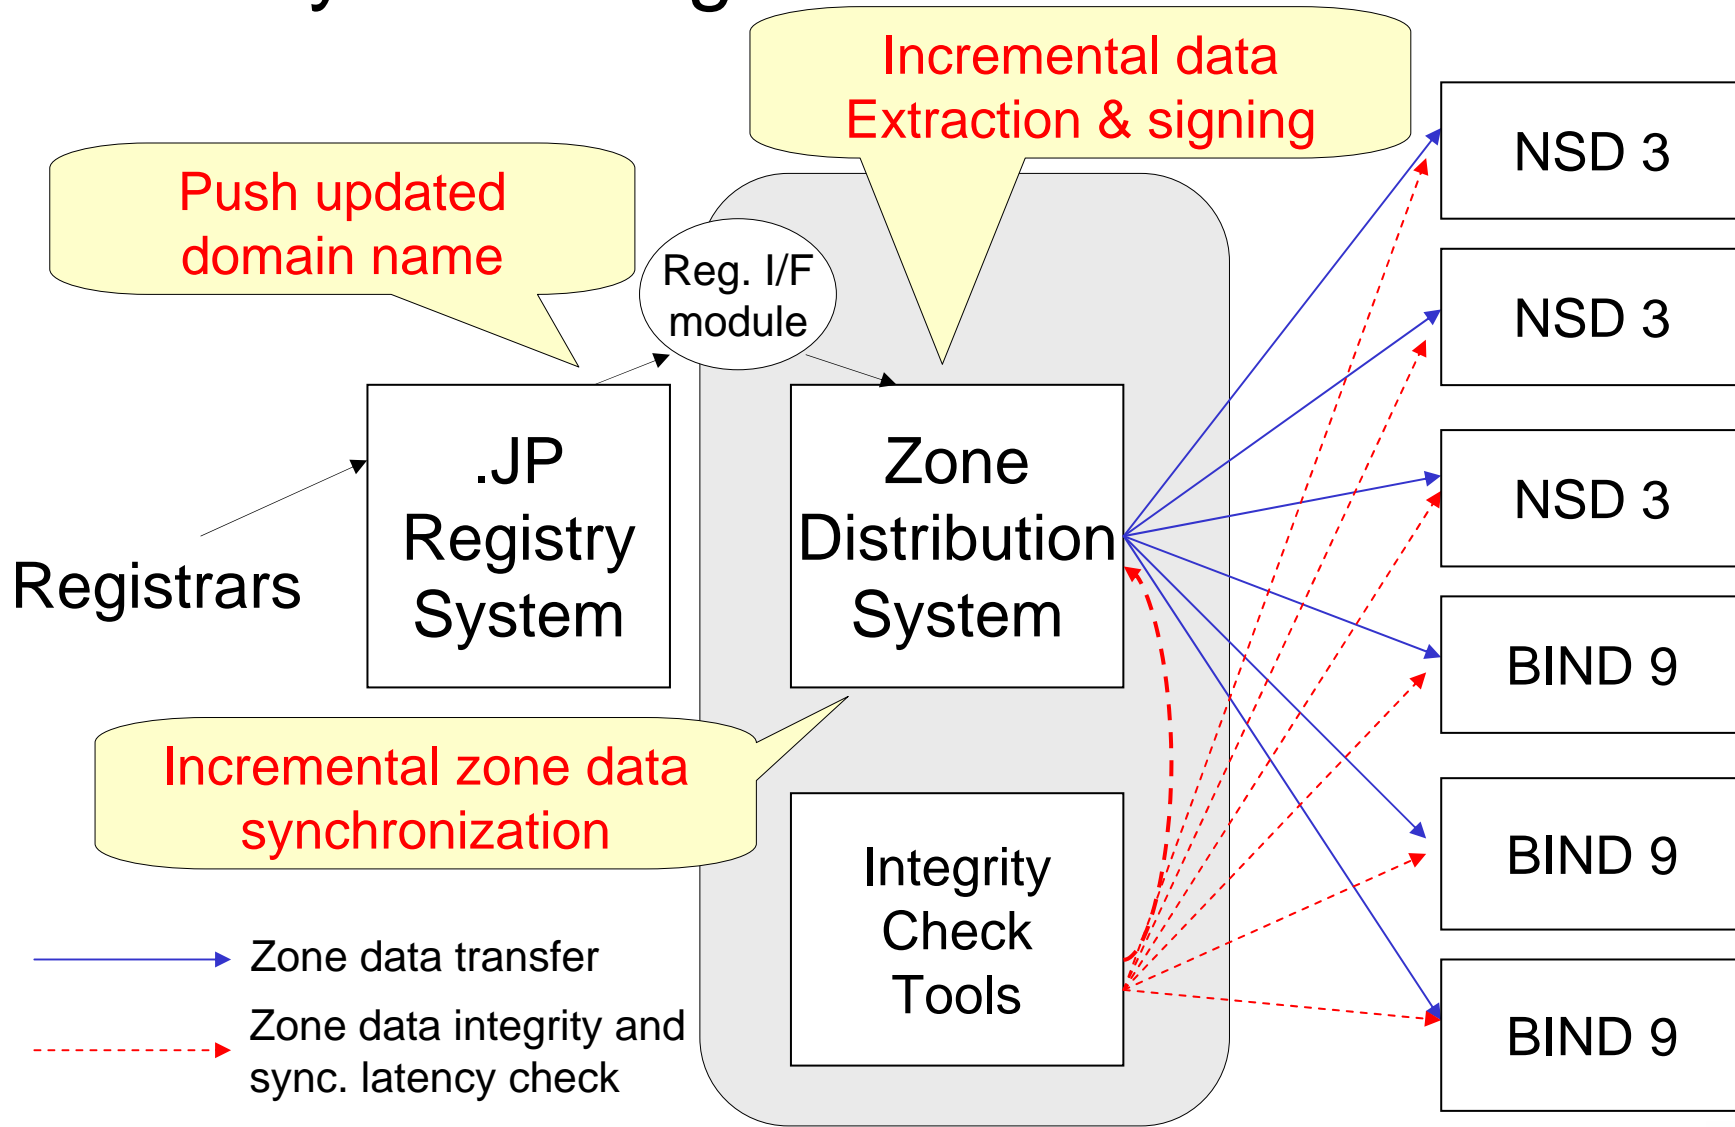 Incremental data
Extraction & signing
Push updated
domain name
Reg. I/F
module
NSD 3
NSD 3
NSD 3
BIND 9
BIND 9
BIND 9
Registrars
.JP
Registry
System
Zone
Distribution
System
Incremental zone data
synchronization
Integrity
Check
Tools
Zone data transfer
Zone data integrity and
sync. latency check